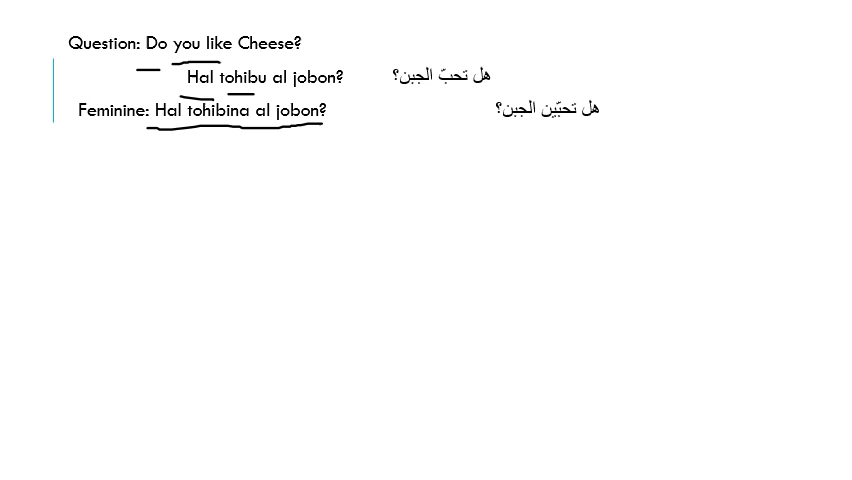 Question: Do you like Cheese?
Hal tohibu al jobon? هل تحبّ الجبن؟
Feminine: Hal tohibina al jobon? هل تحبّين الجبن؟